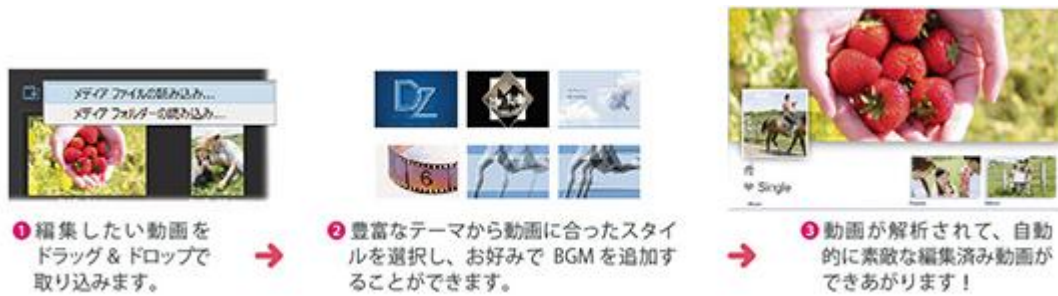 メディア ファイルの読み込み...
メディア フォルダーの読み込み...
DZ
6
Single
❶編集したい動画を
ドラッグ & ドロップで
取り込みます。
❷豊富なテーマから動画に合ったスタイ
ルを選択し、お好みで BGM を追加す
ることができます。
❸動画が解析されて、自動
的に素敵な編集済み動画が
できあがります！